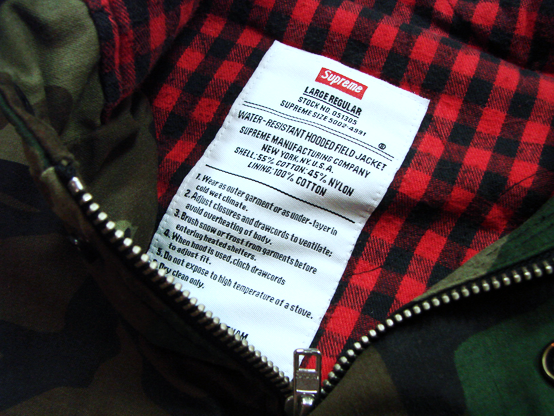 Supreme
LARGE REGULAR
STOCK NO. 051305
SUPREME SIZE 5002-4991
WATER-RESISTANT HOODED FIELD JACKET ®
SUPREME MANUFACTURING COMPANY
NEW YORK, N.Y. U.S.A.
SHELL: 55% COTTON, 45% NYLON
LINING: 100% COTTON
1. Wear as outer garment or as under-layer in
cold wet climate.
2. Adjust closures and drawcords to ventilate;
avoid overheating of body.
3. Brush snow or frost from garments before
entering heated shelters.
4. When hood is used, clinch drawcords
to adjust fit.
5. Do not expose to high temperature of a stove.
Dry clean only.